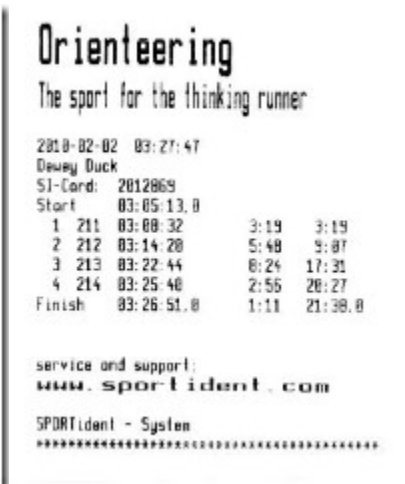 Orienteering
The sport for the thinking runner
2010-02-02 03:27:47
Dewey Duck
SI-Card: 2012869
Start 03:05:13,0
1 211 03:08:32 3:19 3:19
2 212 03:14:20 5:48 9:07
3 213 03:22:44 8:24 17:31
4 214 03:25:40 2:56 20:27
Finish 03:26:51,0 1:11 21:38,0
service and support:
www.sportident.com
SPORTident - System